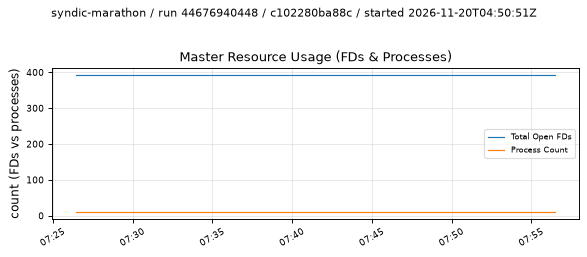 syndic-marathon / run 44676940448 / c102280ba88c / started 2026-11-20T04:50:51Z
Master Resource Usage (FDs & Processes)
count (FDs vs processes)
400
300
200
100
0
Total Open FDs
Process Count
07:25
07:30
07:35
07:40
07:45
07:50
07:55